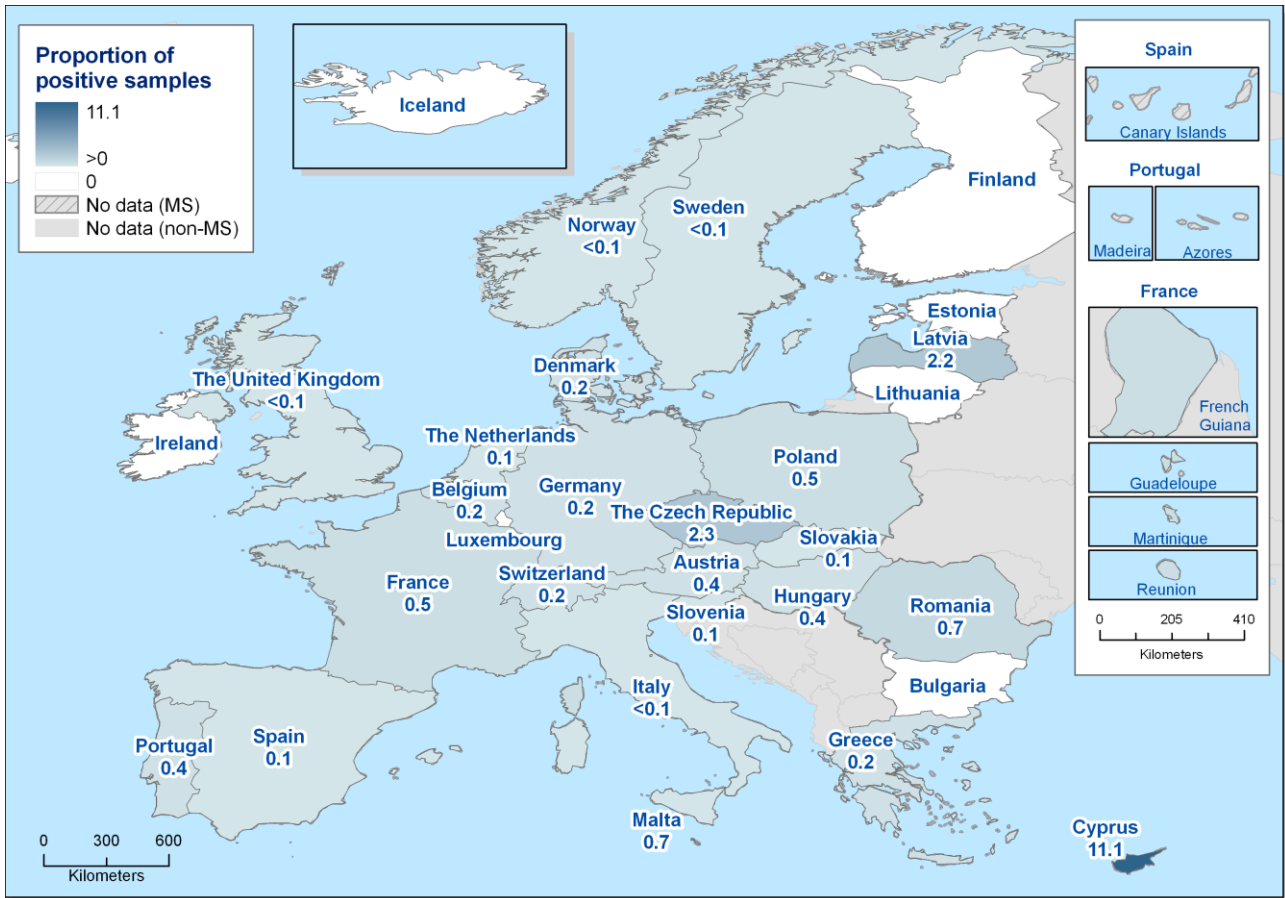 Proportion of
positive samples
11.1
>0
0
No data (MS)
No data (non-MS)
Iceland
Spain
Canary Islands
Portugal
Madeira
Azores
France
French
Guiana
Guadeloupe
Martinique
Reunion
0 205 410
Kilometers
Finland
Sweden
<0.1
Norway
<0.1
Estonia
Latvia
2.2
Lithuania
Denmark
0.2
The United Kingdom
<0.1
Ireland
The Netherlands
0.1
Belgium
0.2
Germany
0.2
Poland
0.5
The Czech Republic
2.3
Luxembourg
Slovakia
0.1
Austria
0.4
Switzerland
0.2
France
0.5
Hungary
0.4
Slovenia
0.1
Romania
0.7
Bulgaria
Italy
<0.1
Portugal
0.4
Spain
0.1
Greece
0.2
Malta
0.7
Cyprus
11.1
0 300 600
Kilometers